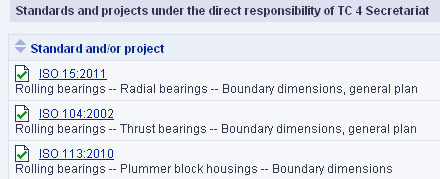 Standards and projects under the direct responsibility of TC 4 Secretariat
Standard and/or project
ISO 15:2011
Rolling bearings -- Radial bearings -- Boundary dimensions, general plan
ISO 104:2002
Rolling bearings -- Thrust bearings -- Boundary dimensions, general plan
ISO 113:2010
Rolling bearings -- Plummer block housings -- Boundary dimensions